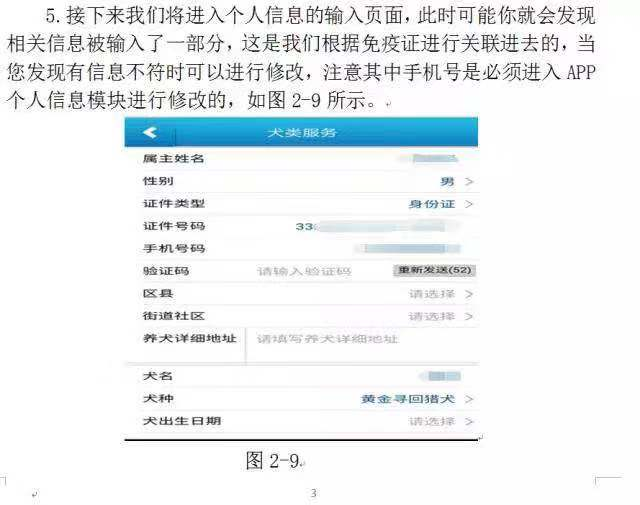 5.接下来我们将进入个人信息的输入页面，此时可能你就会发现
相关信息被输入了一部分，这是我们根据免疫证进行关联进去的，当
您发现有信息不符时可以进行修改，注意其中手机号是必须进入 APP
个人信息模块进行修改的，如图 2-9 所示。
犬类服务
属主姓名
性别 男 >
证件类型 身份证 >
证件号码 33
手机号码
验证码 请输入验证码 重新发送(52)
区县 请选择 >
街道社区 请选择 >
养犬详细地址 请填写养犬详细地址
犬名
犬种 黄金寻回猎犬 >
犬出生日期 请选择 >
图 2-9
3